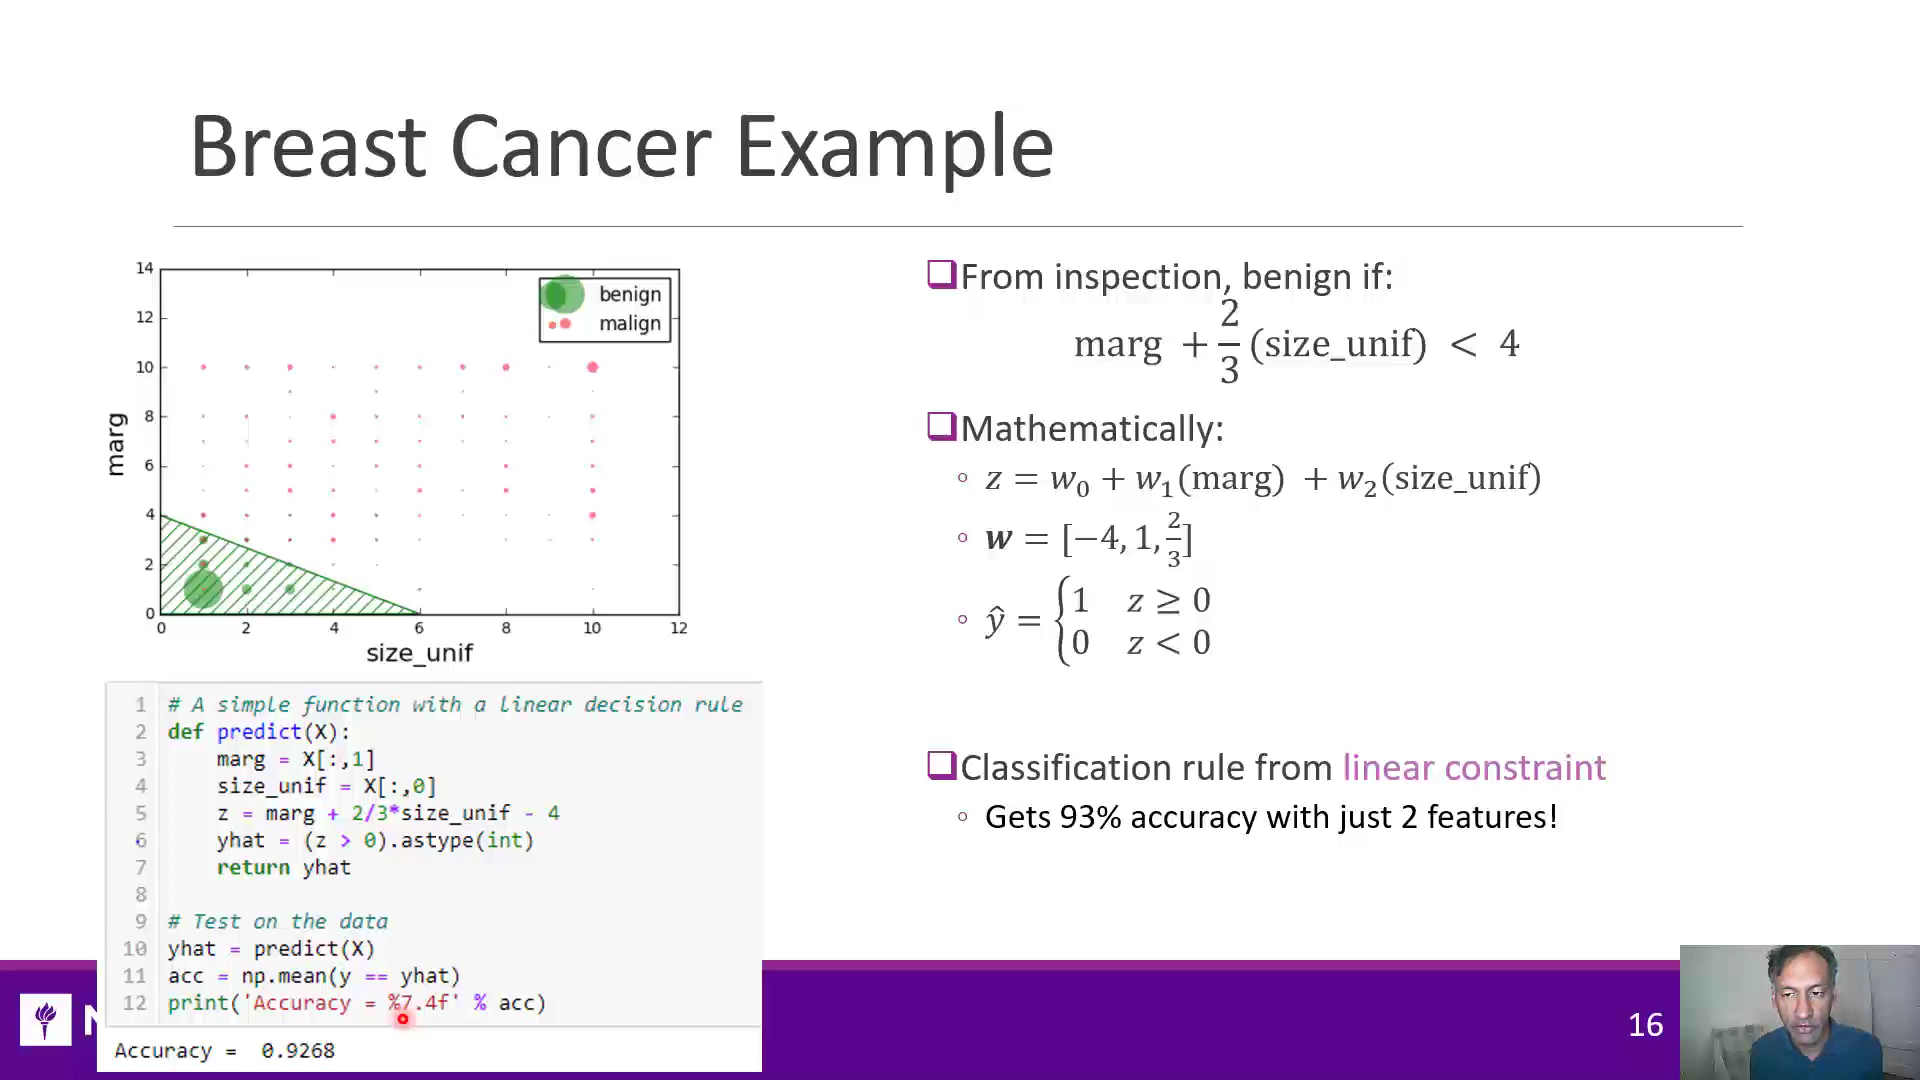 Breast Cancer Example
14
12
10
8
6
4
2
0
0 2 4 6 8 10 12
marg
size_unif
benign
malign
❑From inspection, benign if:
marg + 2/3 (size_unif) < 4
❑Mathematically:
◦ z = w₀ + w₁(marg) + w₂(size_unif)
◦ w = [−4, 1, 2/3]
◦ ŷ = { 1 z ≥ 0
0 z < 0
❑Classification rule from linear constraint
◦ Gets 93% accuracy with just 2 features!
1 # A simple function with a linear decision rule
2 def predict(X):
3 marg = X[:,1]
4 size_unif = X[:,0]
5 z = marg + 2/3*size_unif - 4
6 yhat = (z > 0).astype(int)
7 return yhat
8
9 # Test on the data
10 yhat = predict(X)
11 acc = np.mean(y == yhat)
12 print('Accuracy = %7.4f' % acc)
Accuracy = 0.9268
16